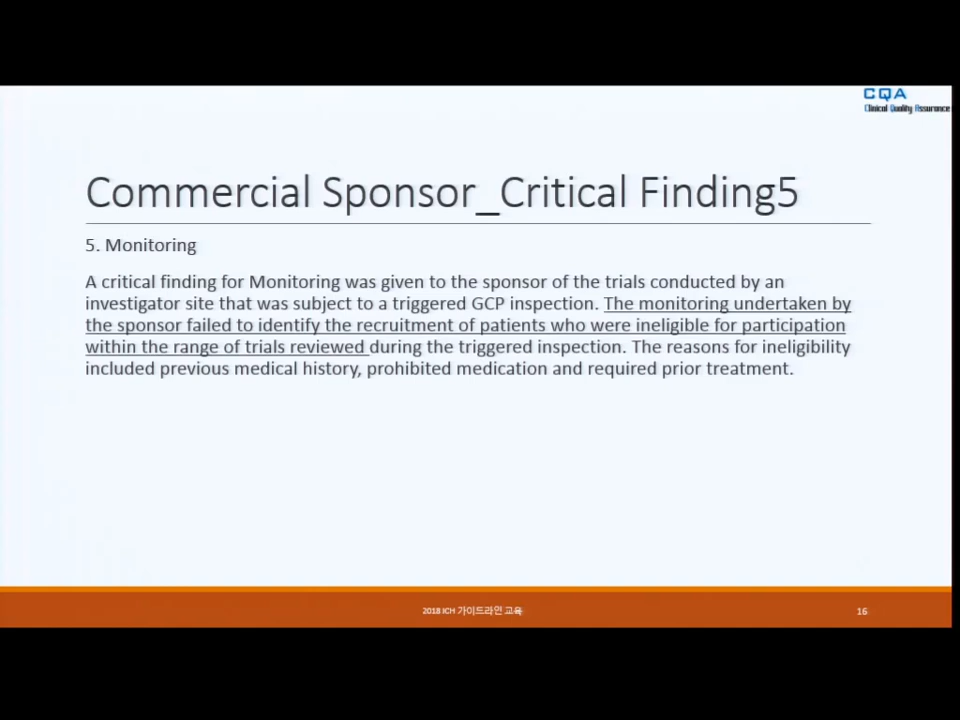 CQA
Clinical Quality Assurance
Commercial Sponsor_Critical Finding5
5. Monitoring
A critical finding for Monitoring was given to the sponsor of the trials conducted by an
investigator site that was subject to a triggered GCP inspection. The monitoring undertaken by
the sponsor failed to identify the recruitment of patients who were ineligible for participation
within the range of trials reviewed during the triggered inspection. The reasons for ineligibility
included previous medical history, prohibited medication and required prior treatment.
2018 ICH 가이드라인 교육
16